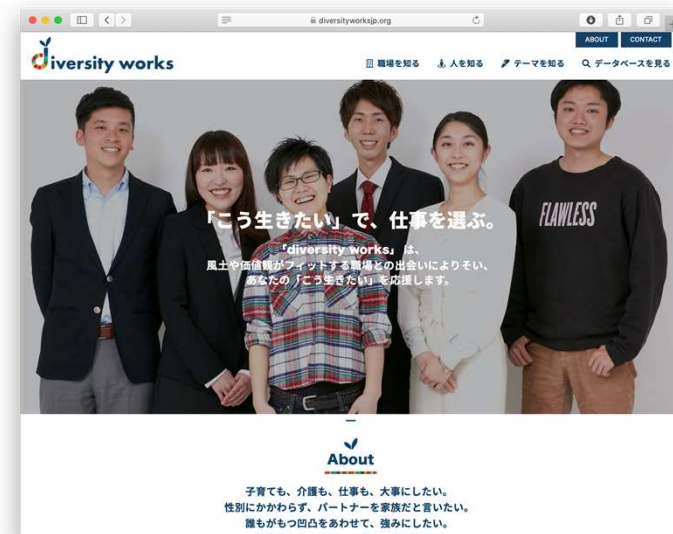 diversityworksjp.org
ABOUT CONTACT
diversity works
職場を知る 人を知る テーマを知る データベースを見る
FLAWLESS
「こう生きたい」で、仕事を選ぶ。
「diversity works」は、
風土や価値観がフィットする職場との出会いによりそい、
あなたの「こう生きたい」を応援します。
About
子育ても、介護も、仕事も、大事にしたい。
性別にかかわらず、パートナーを家族だと言いたい。
誰もがもつ凹凸をあわせて、強みにしたい。